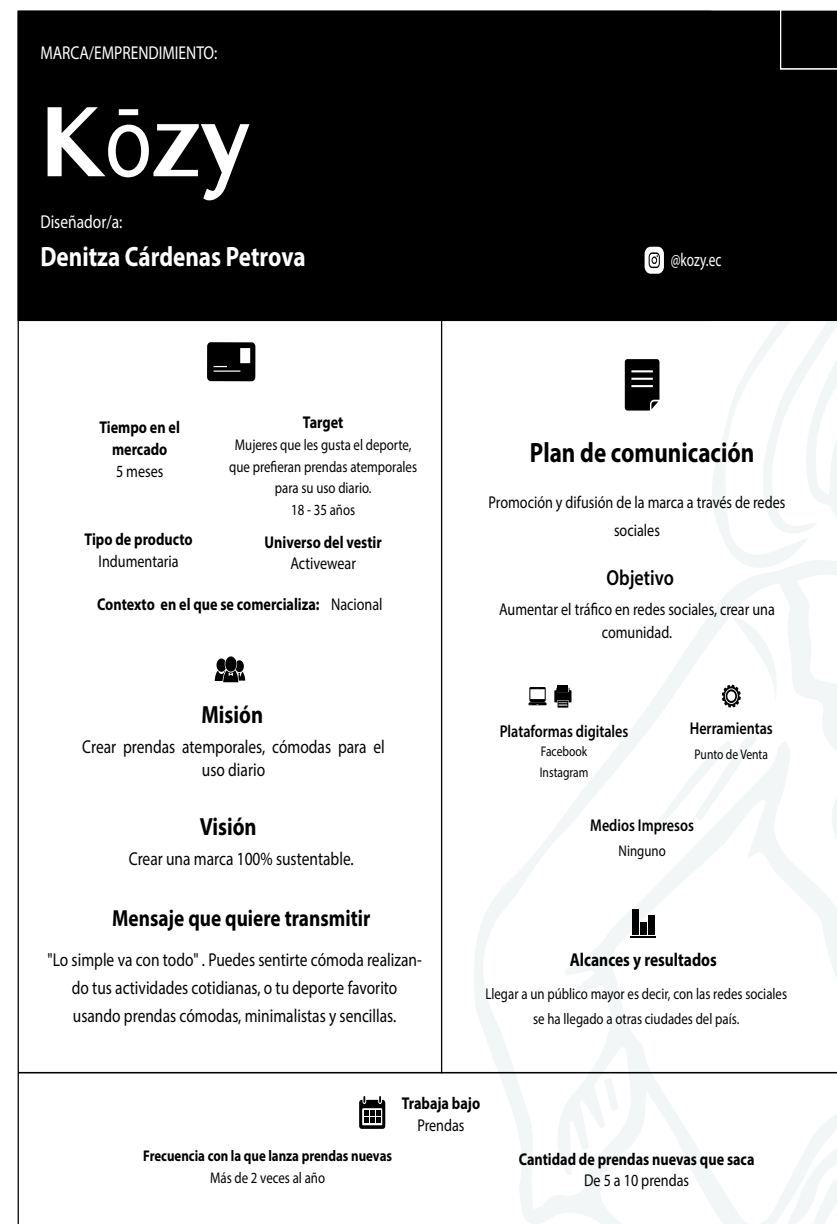 MARCA/EMPRENDIMIENTO:
Kōzy
Diseñador/a:
Denitza Cárdenas Petrova
@kozy.ec
Tiempo en el
mercado
5 meses
Target
Mujeres que les gusta el deporte,
que prefieran prendas atemporales
para su uso diario.
18 - 35 años
Tipo de producto
Indumentaria
Universo del vestir
Activewear
Contexto en el que se comercializa: Nacional
Misión
Crear prendas atemporales, cómodas para el
uso diario
Visión
Crear una marca 100% sustentable.
Mensaje que quiere transmitir
"Lo simple va con todo" . Puedes sentirte cómoda realizan-
do tus actividades cotidianas, o tu deporte favorito
usando prendas cómodas, minimalistas y sencillas.
Plan de comunicación
Promoción y difusión de la marca a través de redes
sociales
Objetivo
Aumentar el tráfico en redes sociales, crear una
comunidad.
Plataformas digitales
Facebook
Instagram
Herramientas
Punto de Venta
Medios Impresos
Ninguno
Alcances y resultados
Llegar a un público mayor es decir, con las redes sociales
se ha llegado a otras ciudades del país.
Trabaja bajo
Prendas
Frecuencia con la que lanza prendas nuevas
Más de 2 veces al año
Cantidad de prendas nuevas que saca
De 5 a 10 prendas